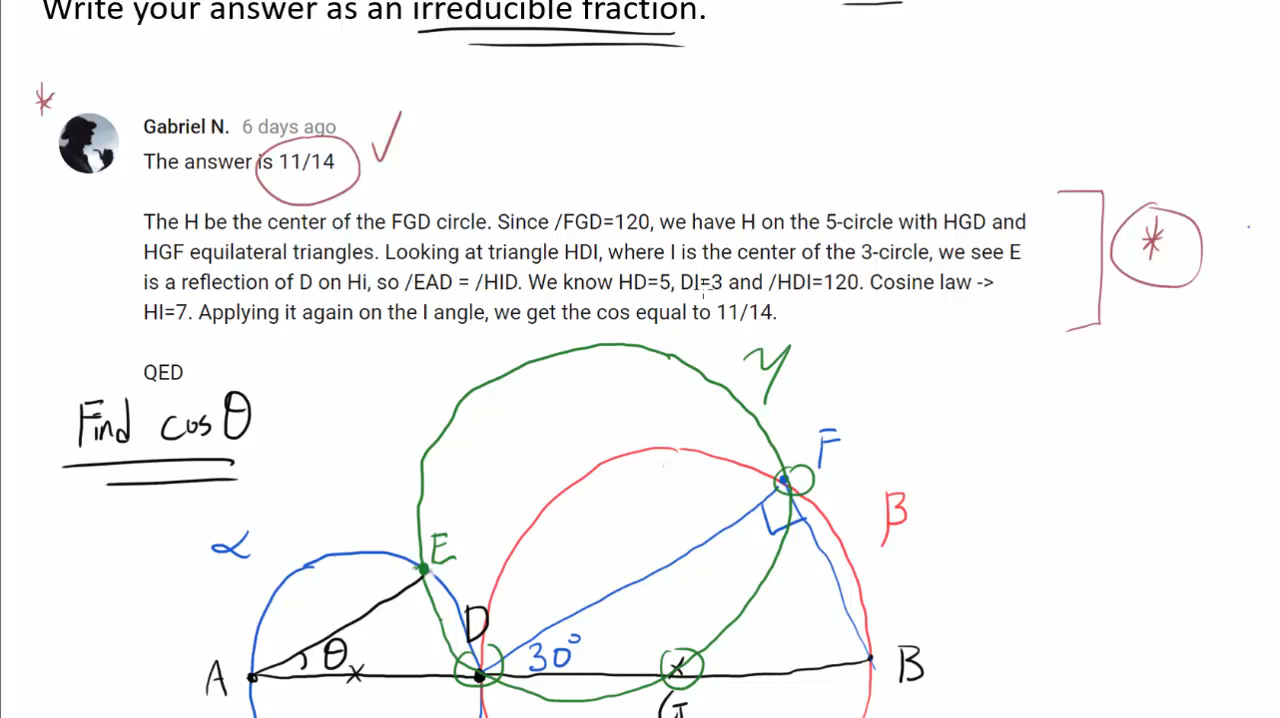 Write your answer as an irreducible fraction.
*
Gabriel N. 6 days ago
The answer is 11/14
The H be the center of the FGD circle. Since /FGD=120, we have H on the 5-circle with HGD and
HGF equilateral triangles. Looking at triangle HDI, where I is the center of the 3-circle, we see E
is a reflection of D on Hi, so /EAD = /HID. We know HD=5, DI=3 and /HDI=120. Cosine law ->
HI=7. Applying it again on the I angle, we get the cos equal to 11/14.
*
QED
Find cos θ
γ
F
β
α
E
D
θ
30°
A
B
G